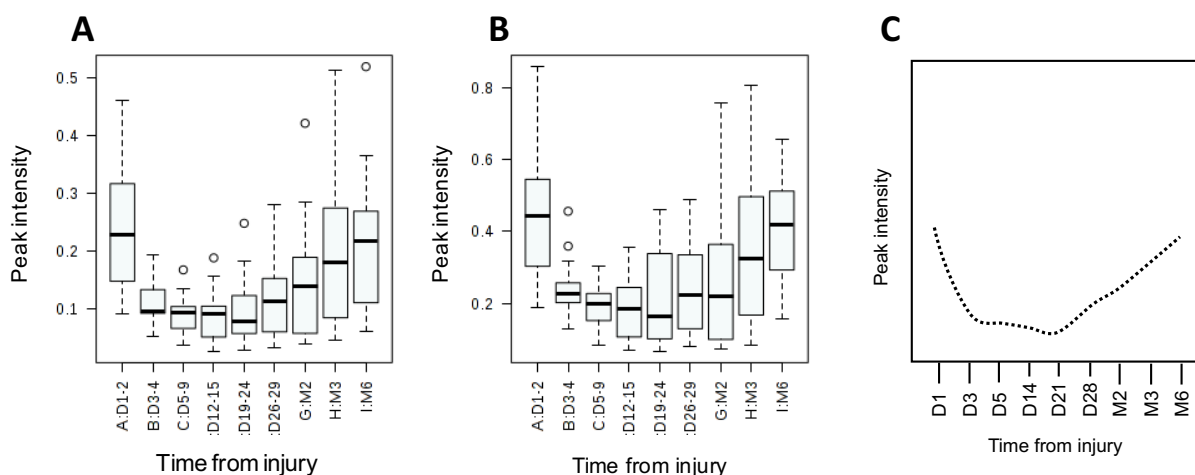 A
B
C
Peak intensity
0.5
0.4
0.3
0.2
0.1
A:D1-2
B:D3-4
C:D5-9
:D12-15
:D19-24
:D26-29
G:M2
H:M3
I:M6
Time from injury
Peak intensity
0.8
0.6
0.4
0.2
A:D1-2
B:D3-4
C:D5-9
:D12-15
:D19-24
:D26-29
G:M2
H:M3
I:M6
Time from injury
Peak intensity
D1
D3
D5
D14
D21
D28
M2
M3
M6
Time from injury